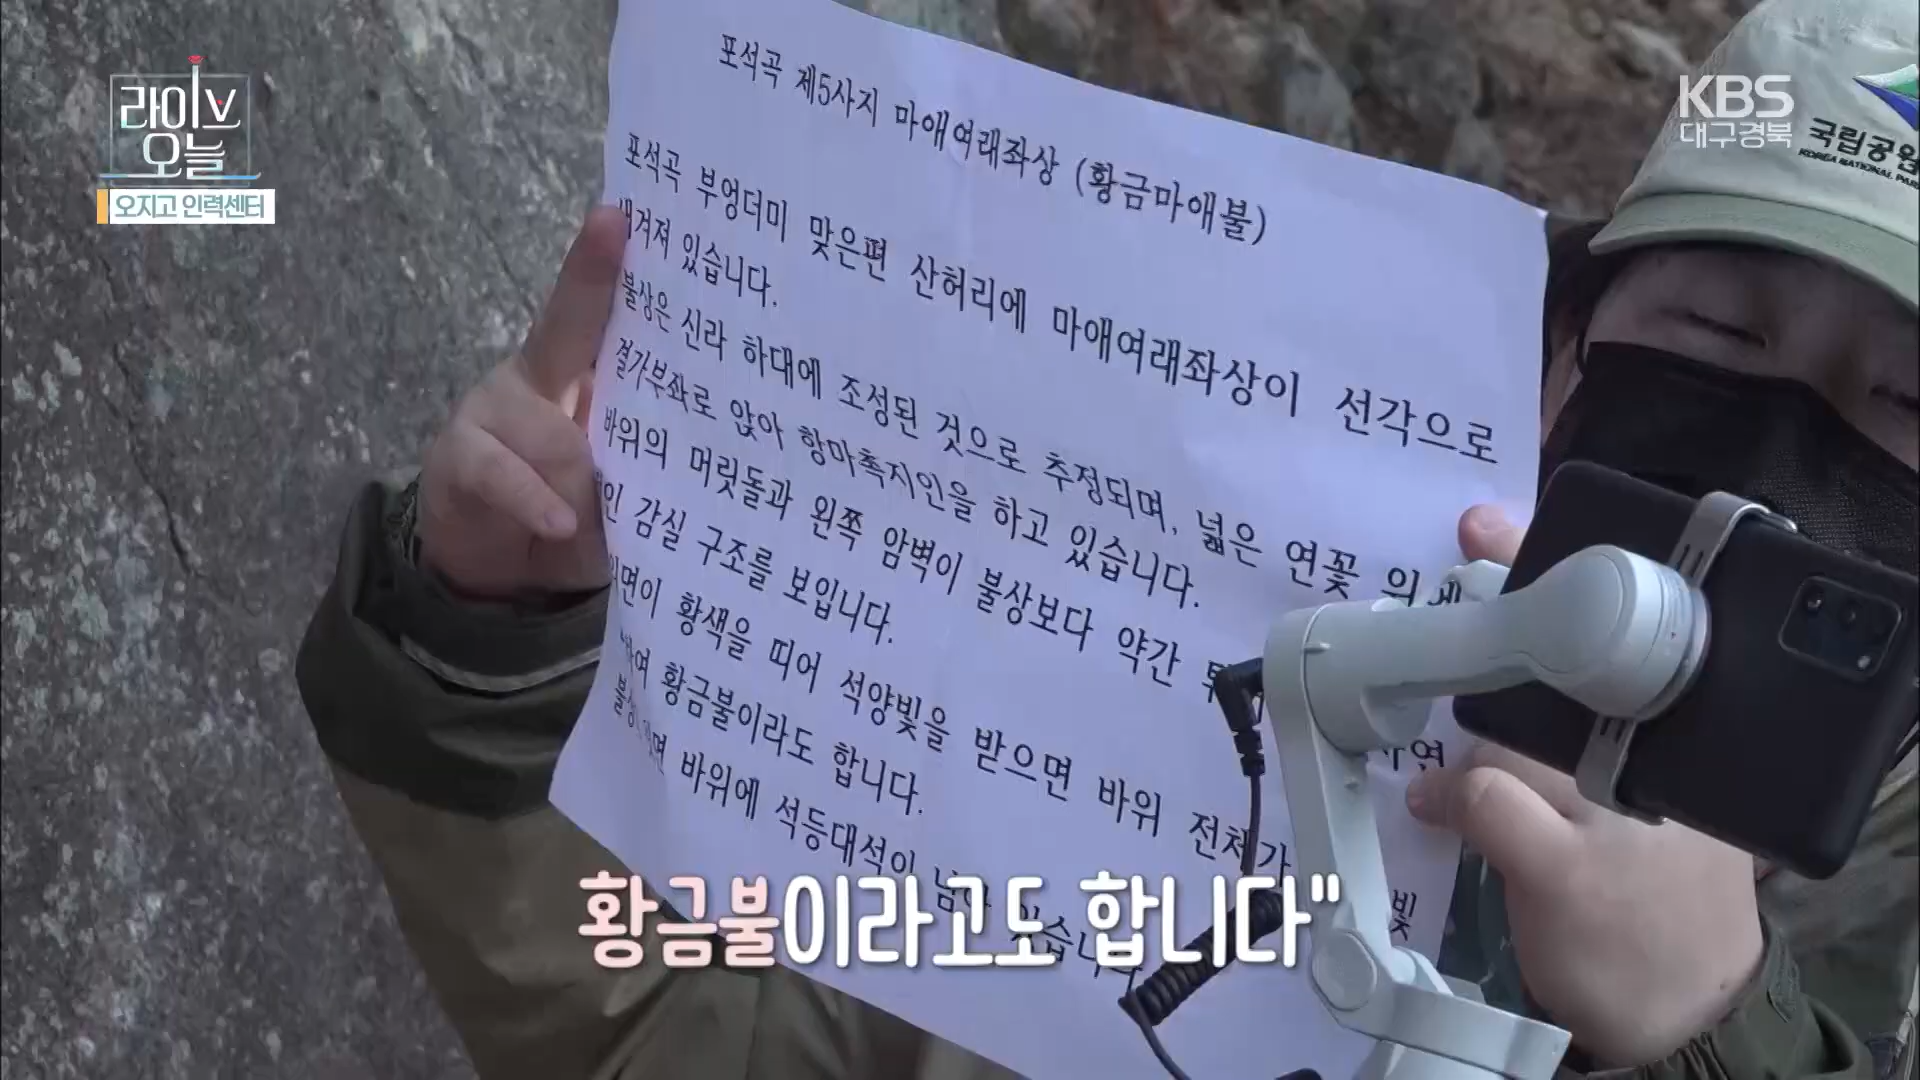 라이브
오늘
오지고 인력센터
KBS
대구경북
국립공원
KOREA NATIONAL PARK
포석곡 제5사지 마애여래좌상 (황금마애불)
포석곡 부엉더미 맞은편 산허리에 마애여래좌상이 선각으로
새겨져 있습니다.
불상은 신라 하대에 조성된 것으로 추정되며, 넓은 연꽃 위에
결가부좌로 앉아 항마촉지인을 하고 있습니다.
바위의 머릿돌과 왼쪽 암벽이 불상보다 약간
감실 구조를 보입니다.
황색을 띠어 석양빛을 받으면 바위 전체가
황금불이라도 합니다.
바위에 석등대석이 있습니다
황금불이라고도 합니다"